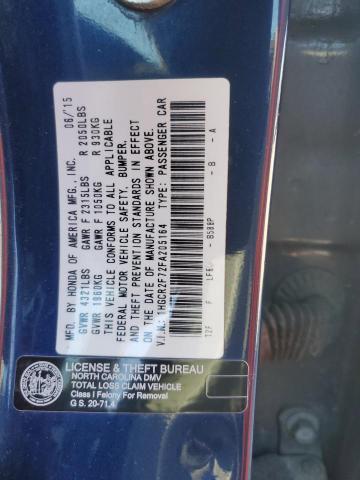 MFD. BY HONDA OF AMERICA MFG., INC. 06/15
GVWR 4321LBS GAWR F 2315LBS R 2050LBS
GVWR 1960KG GAWR F 1050KG R 930KG
THIS VEHICLE CONFORMS TO ALL APPLICABLE
FEDERAL MOTOR VEHICLE SAFETY, BUMPER,
AND THEFT PREVENTION STANDARDS IN EFFECT
ON THE DATE OF MANUFACTURE SHOWN ABOVE.
V.I.N.: 1HGCR2F72FA205164 TYPE: PASSENGER CAR
B588P - B - A
LICENSE & THEFT BUREAU
NORTH CAROLINA DMV
TOTAL LOSS CLAIM VEHICLE
Class I Felony For Removal
G.S. 20-71.4